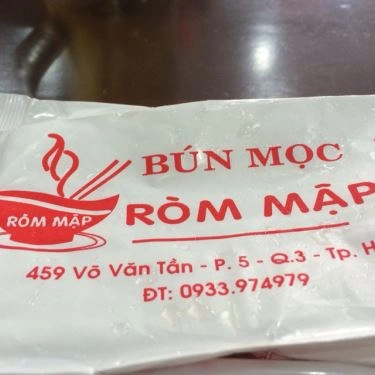 BÚN MỌC
RÒM MẬP
RÒM MẬP
459 Võ Văn Tần - P. 5 - Q.3 - Tp. H
ĐT: 0933.974979